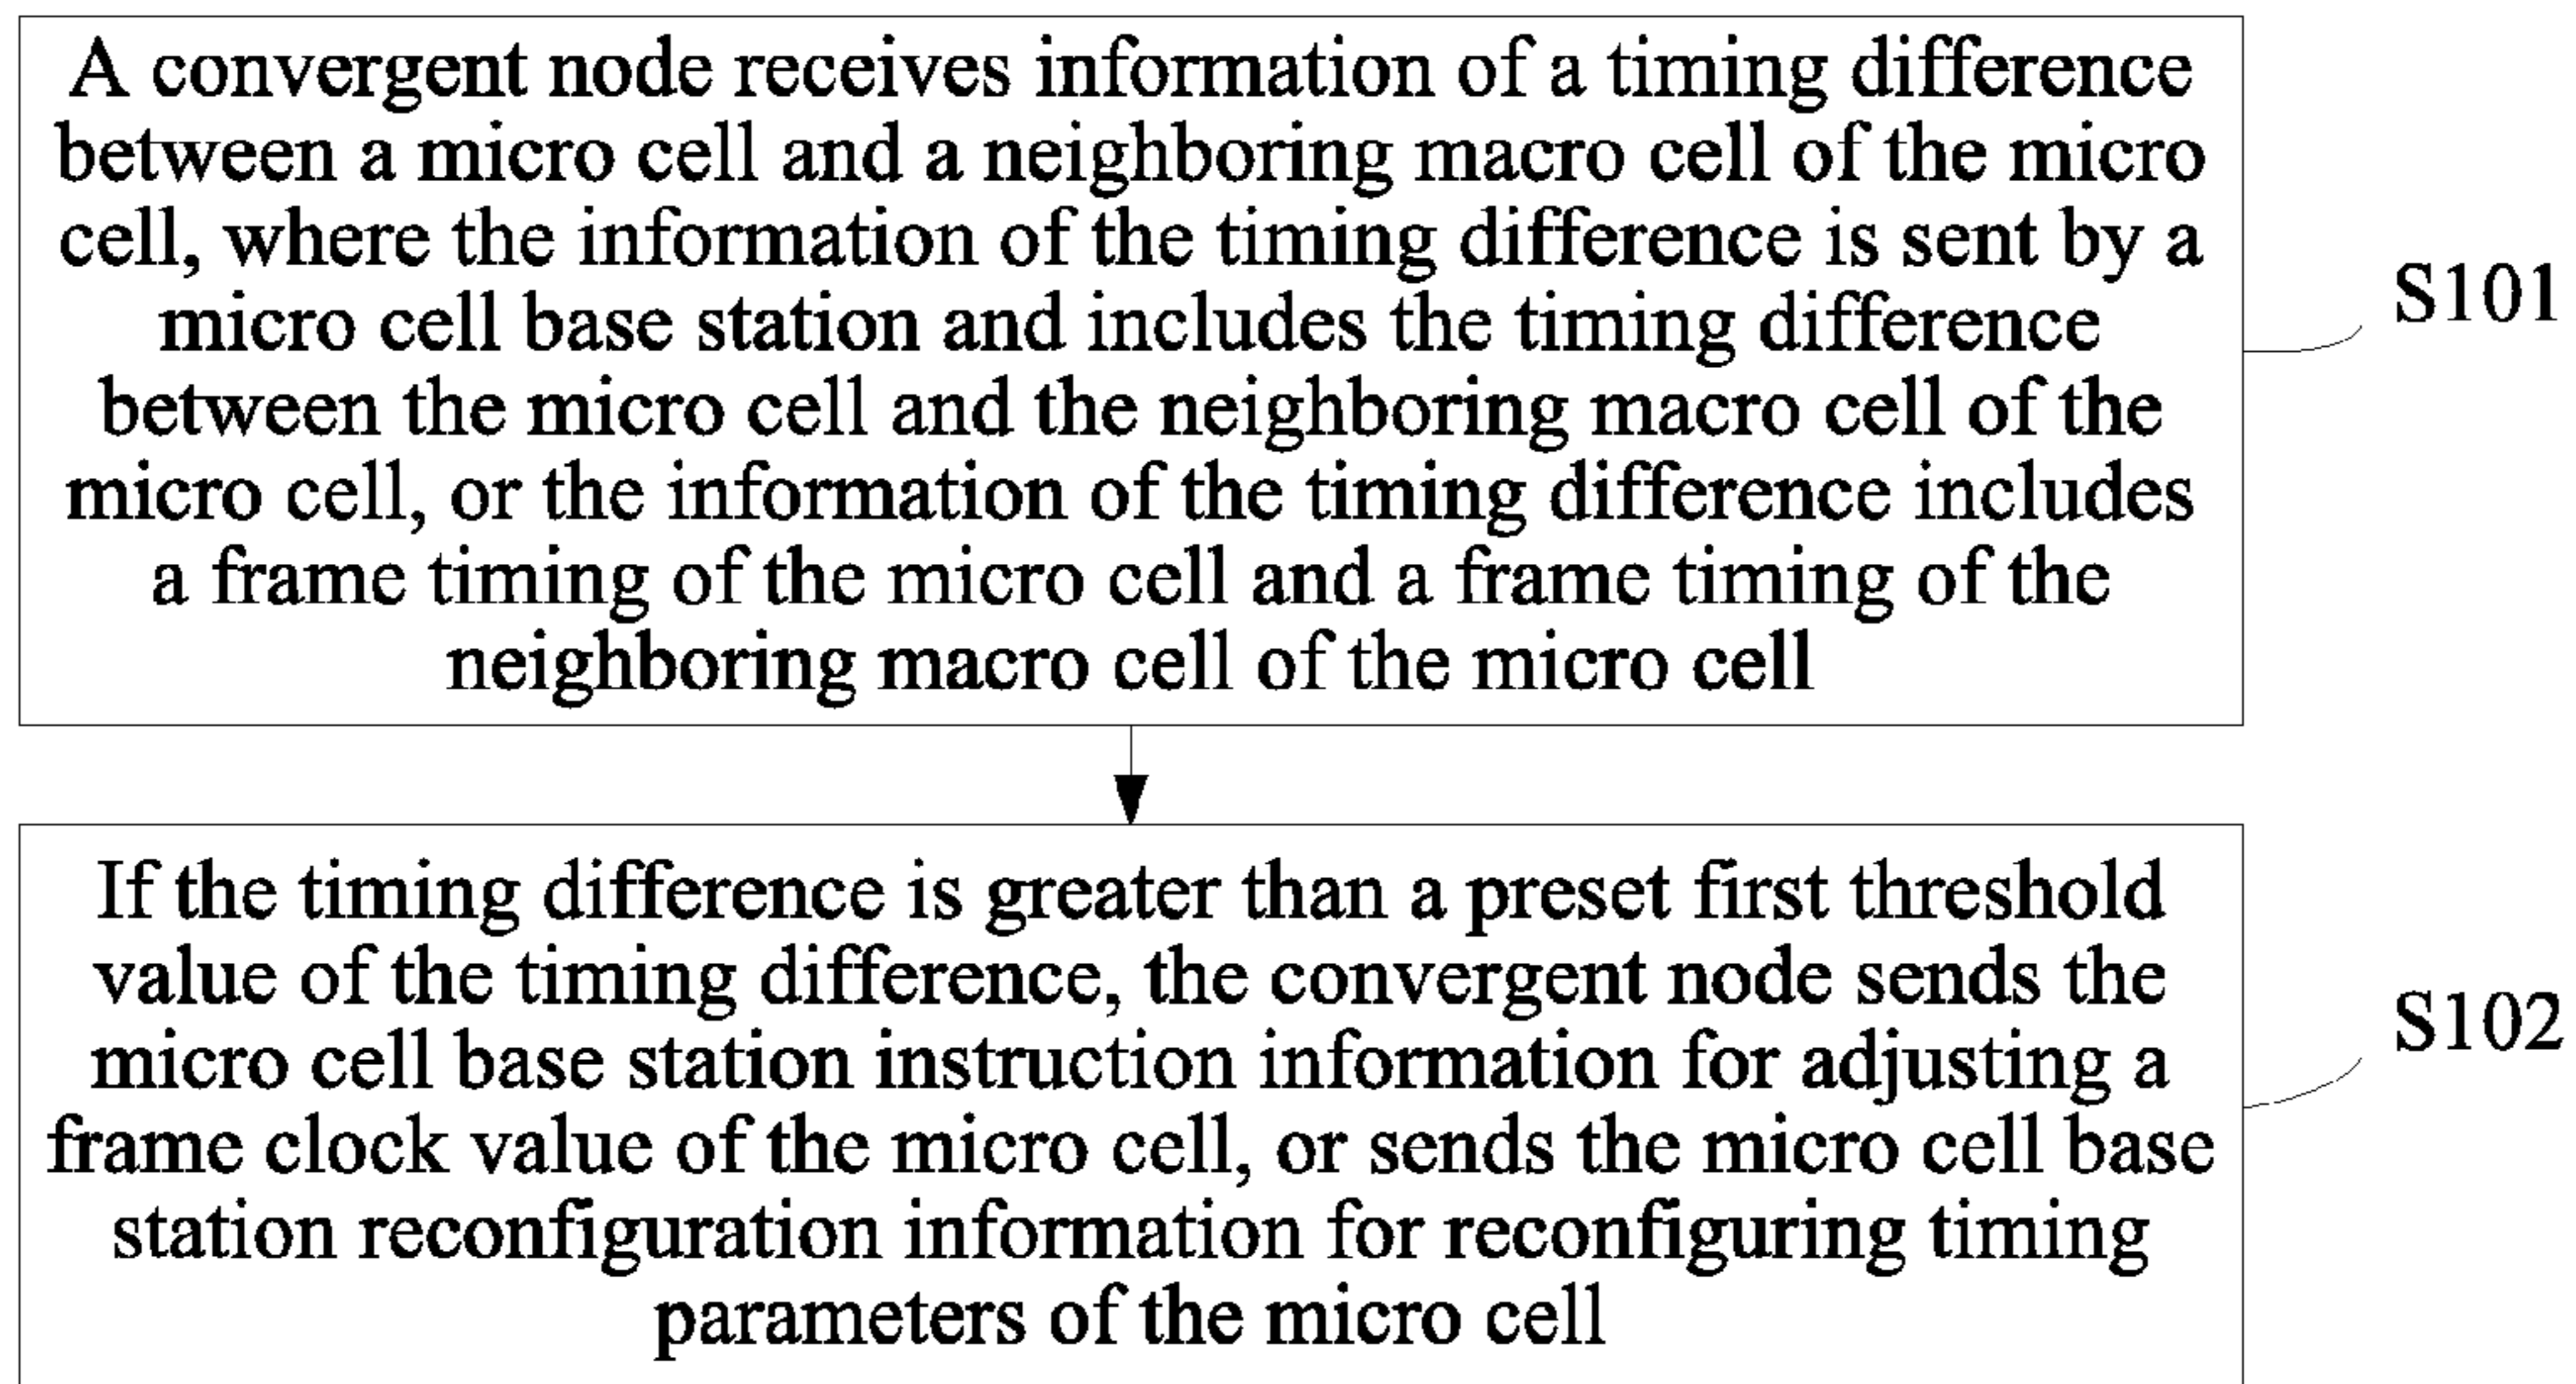 A convergent node receives information of a timing difference
between a micro cell and a neighboring macro cell of the micro
cell, where the information of the timing difference is sent by a
micro cell base station and includes the timing difference
between the micro cell and the neighboring macro cell of the
micro cell, or the information of the timing difference includes
a frame timing of the micro cell and a frame timing of the
neighboring macro cell of the micro cell
S101
If the timing difference is greater than a preset first threshold
value of the timing difference, the convergent node sends the
micro cell base station instruction information for adjusting a
frame clock value of the micro cell, or sends the micro cell base
station reconfiguration information for reconfiguring timing
parameters of the micro cell
S102